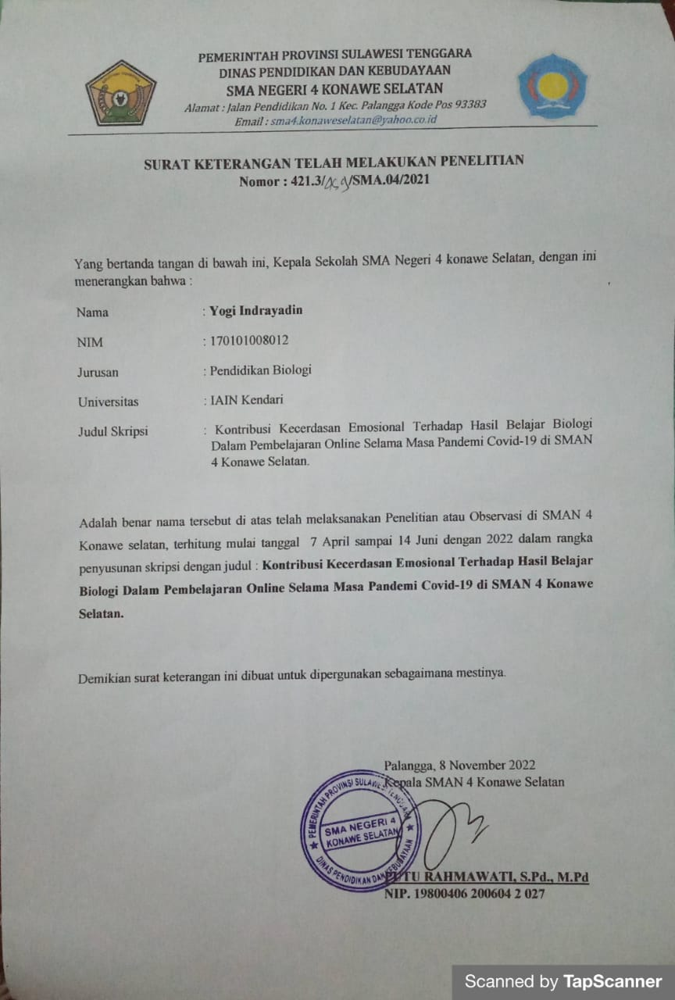 PEMERINTAH PROVINSI SULAWESI TENGGARA
DINAS PENDIDIKAN DAN KEBUDAYAAN
SMA NEGERI 4 KONAWE SELATAN
Alamat : Jalan Pendidikan No. 1 Kec. Palangga Kode Pos 93383
Email : sma4.konaweselatan@yahoo.co.id
SURAT KETERANGAN TELAH MELAKUKAN PENELITIAN
Nomor : 421.3/ /SMA.04/2021
Yang bertanda tangan di bawah ini, Kepala Sekolah SMA Negeri 4 konawe Selatan, dengan ini
menerangkan bahwa :
Nama : Yogi Indrayadin
NIM : 170101008012
Jurusan : Pendidikan Biologi
Universitas : IAIN Kendari
Judul Skripsi : Kontribusi Kecerdasan Emosional Terhadap Hasil Belajar Biologi
Dalam Pembelajaran Online Selama Masa Pandemi Covid-19 di SMAN
4 Konawe Selatan.
Adalah benar nama tersebut di atas telah melaksanakan Penelitian atau Observasi di SMAN 4
Konawe selatan, terhitung mulai tanggal 7 April sampai 14 Juni dengan 2022 dalam rangka
penyusunan skripsi dengan judul : Kontribusi Kecerdasan Emosional Terhadap Hasil Belajar
Biologi Dalam Pembelajaran Online Selama Masa Pandemi Covid-19 di SMAN 4 Konawe
Selatan.
Demikian surat keterangan ini dibuat untuk dipergunakan sebagaimana mestinya.
Palangga, 8 November 2022
Kepala SMAN 4 Konawe Selatan
PEMERINTAH PROVINSI SULAWESI TENGGARA
SMA NEGERI 4
KONAWE SELATAN
DINAS PENDIDIKAN DAN KEBUDAYAAN
PUTU RAHMAWATI, S.Pd., M.Pd
NIP. 19800406 200604 2 027
Scanned by TapScanner